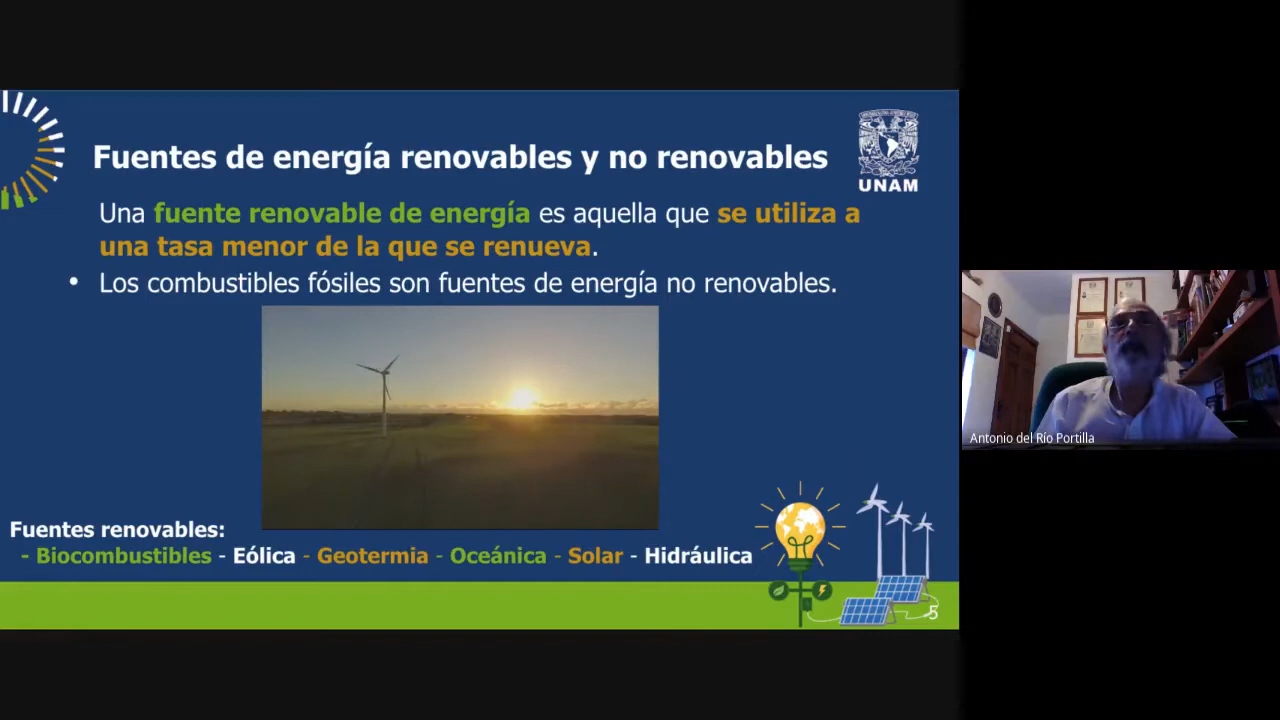 Fuentes de energía renovables y no renovables
UNAM
Una fuente renovable de energía es aquella que se utiliza a
una tasa menor de la que se renueva.
• Los combustibles fósiles son fuentes de energía no renovables.
Antonio del Río Portilla
Fuentes renovables:
- Biocombustibles - Eólica - Geotermia - Oceánica - Solar - Hidráulica
5